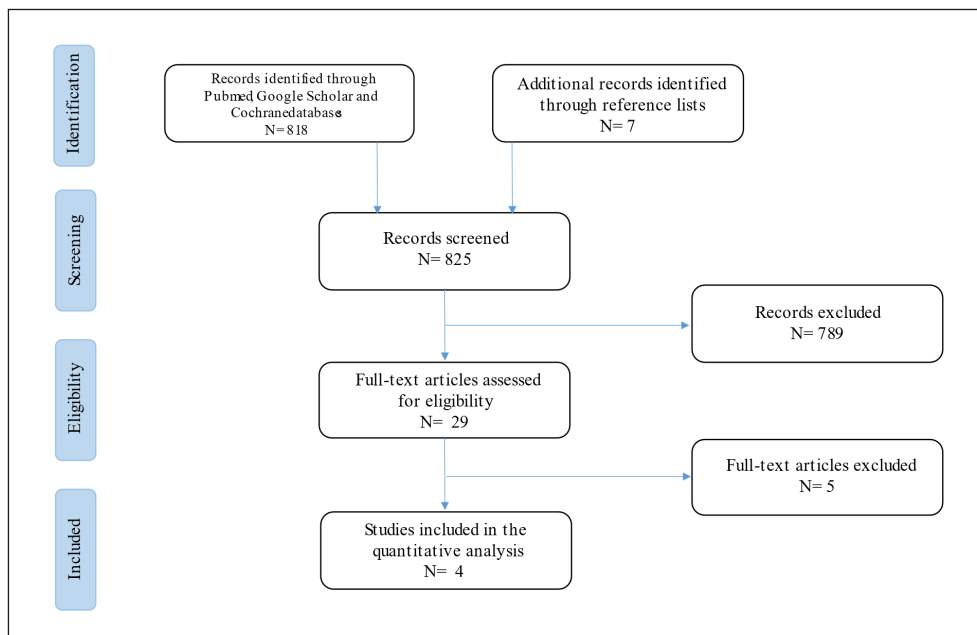 Identification
Records identified through
Pubmed, Google Scholar and
Cochranedatabases
N= 818
Additional records identified
through reference lists
N= 7
Screening
Records screened
N= 825
Records excluded
N= 789
Eligibility
Full-text articles assessed
for eligibility
N= 29
Full-text articles excluded
N= 5
Included
Studies included in the
quantitative analysis
N= 4